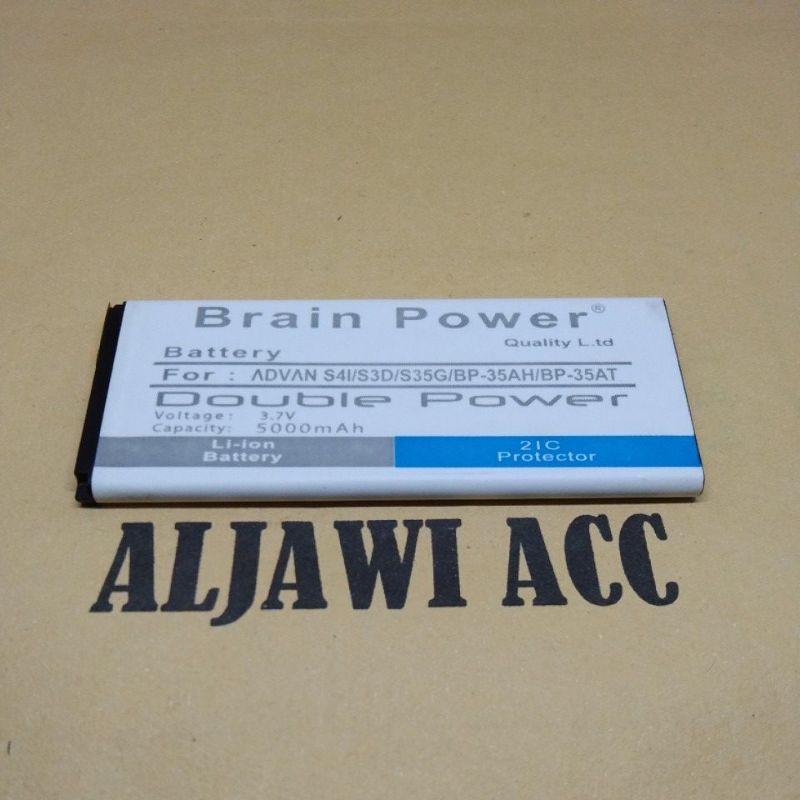 Brain Power®
Quality L.td
Battery
For : ADVAN S4I/S3D/S35G/BP-35AH/BP-35AT
Double Power
Voltage: 3.7V
Capacity: 5000mAh
Li-ion
Battery
2IC
Protector
ALJAWI ACC